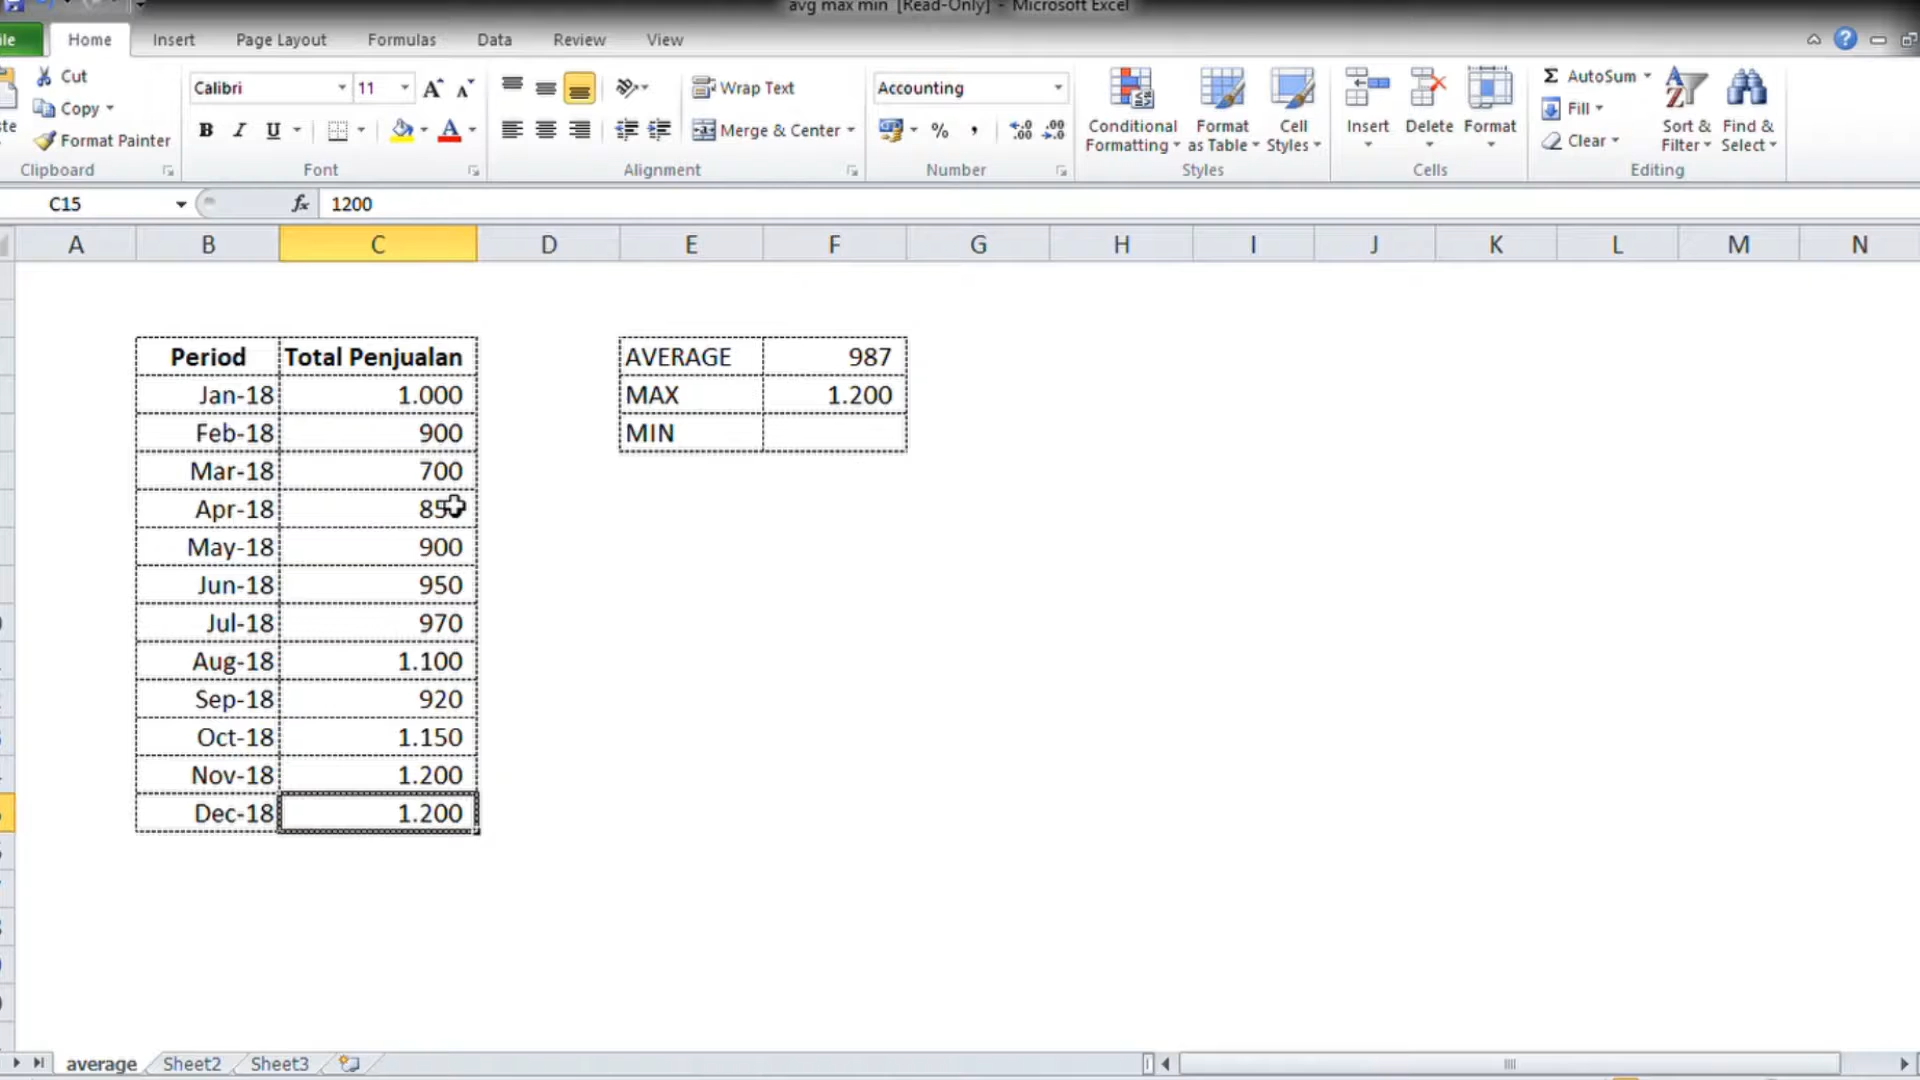 avg max min [Read-Only] - Microsoft Excel
Home Insert Page Layout Formulas Data Review View
Cut
Copy
Format Painter
Clipboard
Calibri 11
B I U
Font
Wrap Text
Merge & Center
Alignment
Accounting
% ,
Number
Conditional Formatting
Format as Table
Cell Styles
Styles
Insert Delete Format
Cells
Σ AutoSum
Fill
Clear
Sort & Filter
Find & Select
Editing
C15 fx 1200
A B C D E F G H I J K L M N
Period Total Penjualan
Jan-18 1.000
Feb-18 900
Mar-18 700
Apr-18 85
May-18 900
Jun-18 950
Jul-18 970
Aug-18 1.100
Sep-18 920
Oct-18 1.150
Nov-18 1.200
Dec-18 1.200
AVERAGE 987
MAX 1.200
MIN
average Sheet2 Sheet3